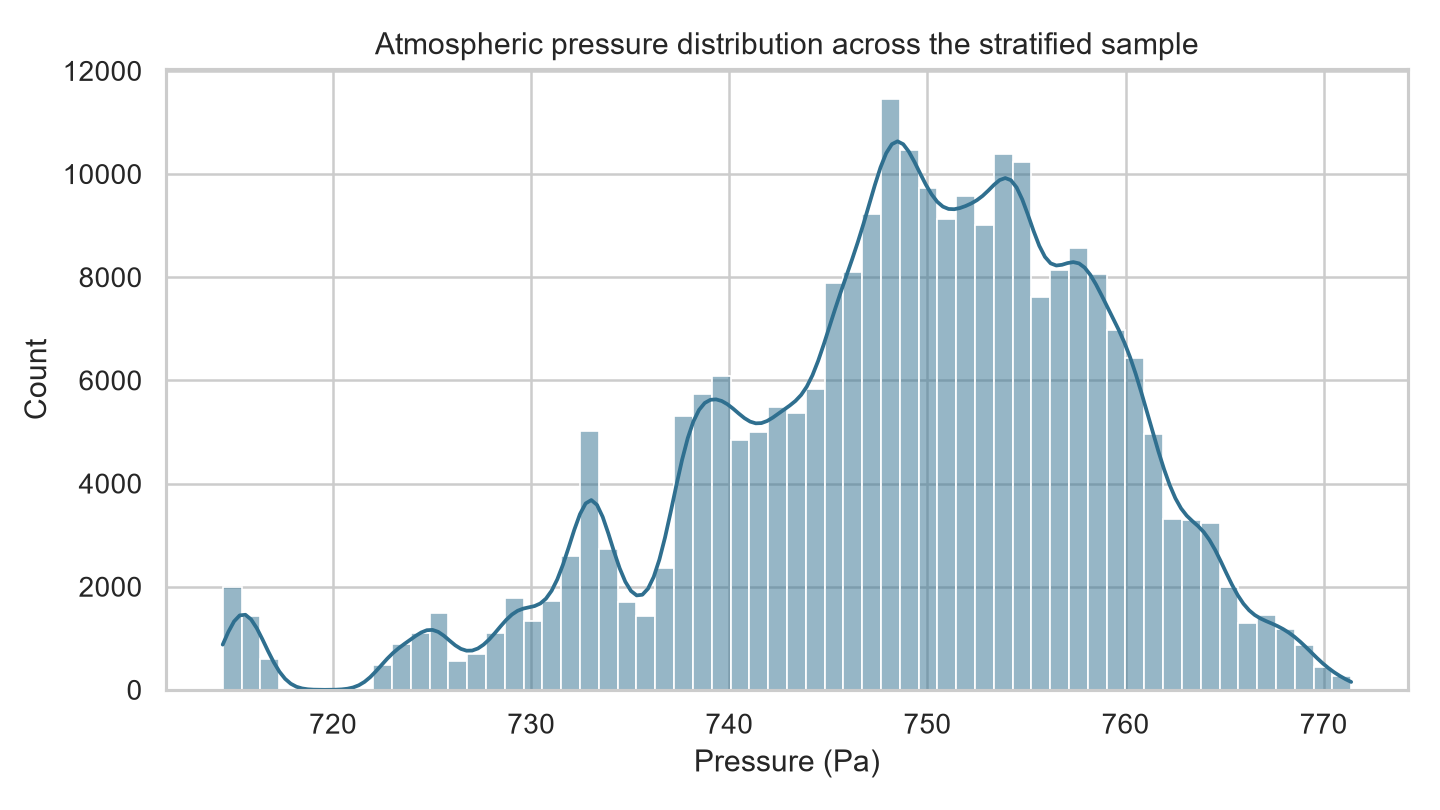 Atmospheric pressure distribution across the stratified sample
12000
10000
8000
6000
4000
2000
0
Count
720 730 740 750 760 770
Pressure (Pa)